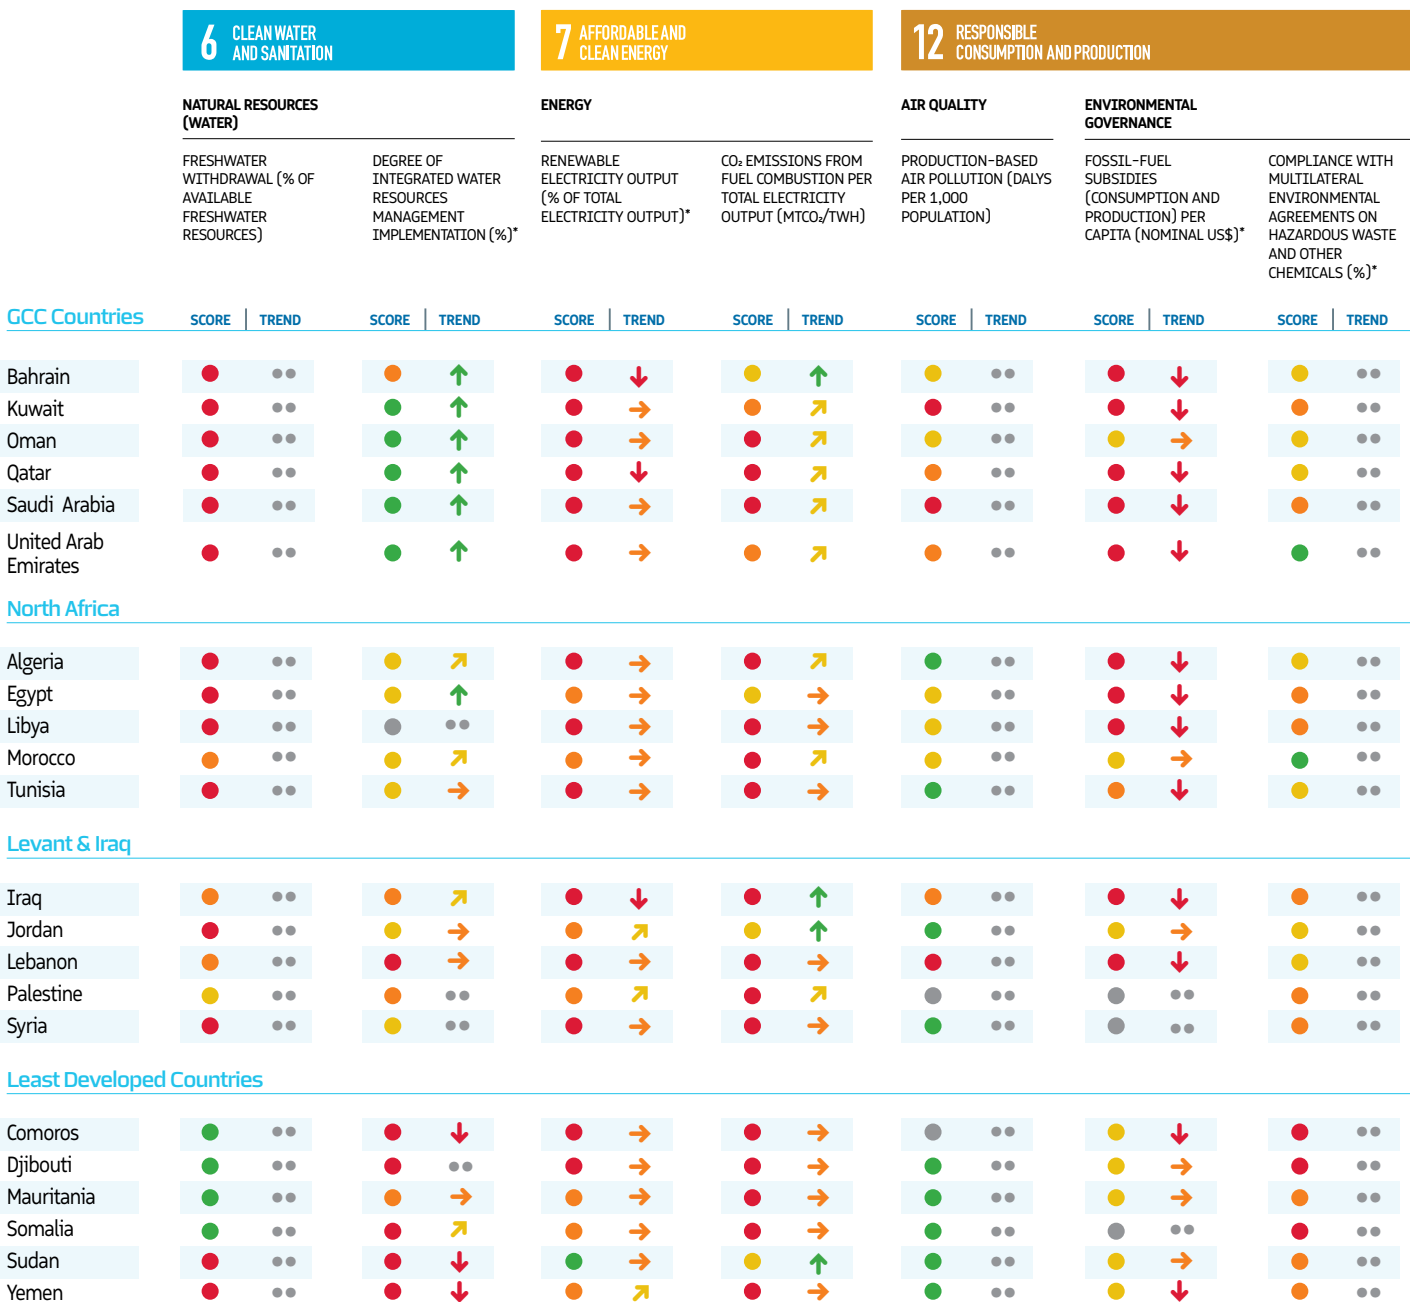 6 CLEAN WATER
AND SANITATION
7 AFFORDABLE AND
CLEAN ENERGY
12 RESPONSIBLE
CONSUMPTION AND PRODUCTION
NATURAL RESOURCES
(WATER)
ENERGY
AIR QUALITY
ENVIRONMENTAL
GOVERNANCE
FRESHWATER
WITHDRAWAL (% OF
AVAILABLE
FRESHWATER
RESOURCES)
DEGREE OF
INTEGRATED WATER
RESOURCES
MANAGEMENT
IMPLEMENTATION (%)*
RENEWABLE
ELECTRICITY OUTPUT
(% OF TOTAL
ELECTRICITY OUTPUT)*
CO₂ EMISSIONS FROM
FUEL COMBUSTION PER
TOTAL ELECTRICITY
OUTPUT (MTCO₂/TWH)
PRODUCTION-BASED
AIR POLLUTION (DALYS
PER 1,000
POPULATION)
FOSSIL-FUEL
SUBSIDIES
(CONSUMPTION AND
PRODUCTION) PER
CAPITA (NOMINAL US$)*
COMPLIANCE WITH
MULTILATERAL
ENVIRONMENTAL
AGREEMENTS ON
HAZARDOUS WASTE
AND OTHER
CHEMICALS (%)*
GCC Countries SCORE TREND SCORE TREND SCORE TREND SCORE TREND SCORE TREND SCORE TREND SCORE TREND
Bahrain
Kuwait
Oman
Qatar
Saudi Arabia
United Arab
Emirates
North Africa
Algeria
Egypt
Libya
Morocco
Tunisia
Levant & Iraq
Iraq
Jordan
Lebanon
Palestine
Syria
Least Developed Countries
Comoros
Djibouti
Mauritania
Somalia
Sudan
Yemen